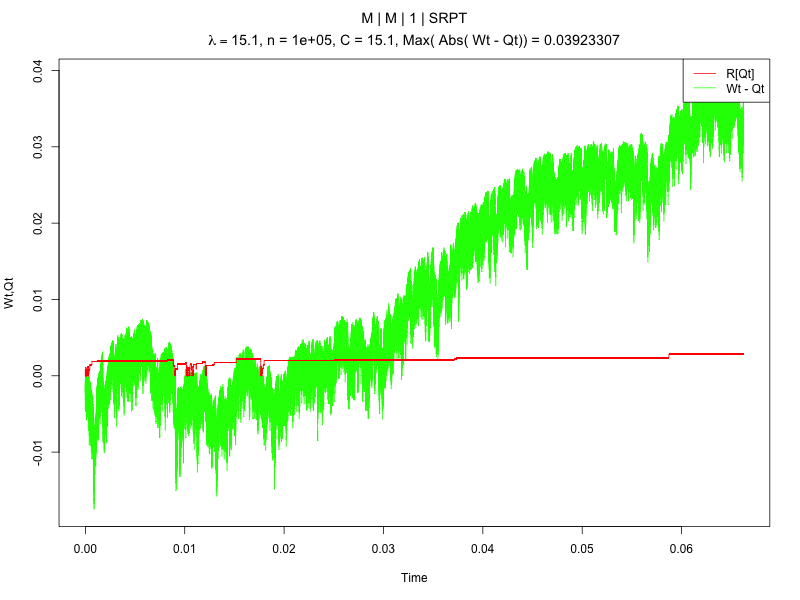 M | M | 1 | SRPT
λ = 15.1, n = 1e+05, C = 15.1, Max( Abs( Wt - Qt)) = 0.03923307
R[Qt]
Wt - Qt
Wt,Qt
0.04
0.03
0.02
0.01
0.00
-0.01
0.00 0.01 0.02 0.03 0.04 0.05 0.06
Time